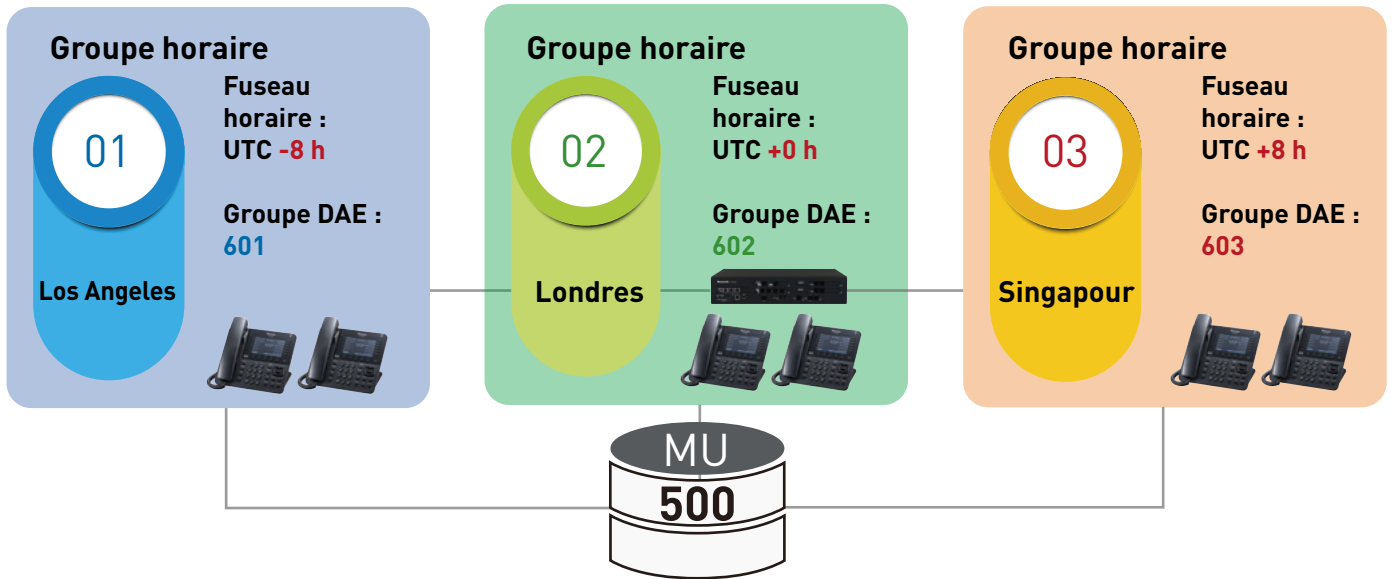 Groupe horaire
01
Fuseau
horaire :
UTC -8 h
Groupe DAE :
601
Los Angeles
Groupe horaire
02
Fuseau
horaire :
UTC +0 h
Groupe DAE :
602
Londres
Groupe horaire
03
Fuseau
horaire :
UTC +8 h
Groupe DAE :
603
Singapour
MU
500